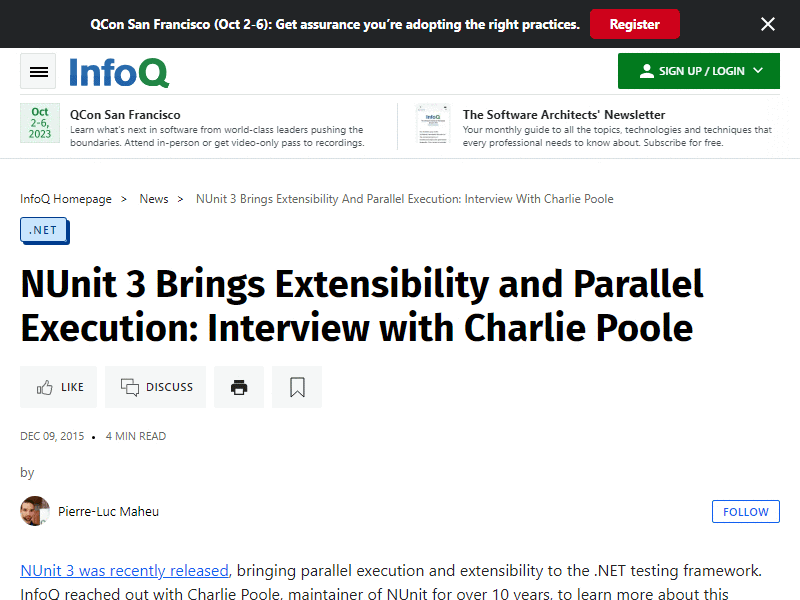 QCon San Francisco (Oct 2-6): Get assurance you're adopting the right practices.
Register
InfoQ
SIGN UP / LOGIN
Oct
2-6,
2023
QCon San Francisco
Learn what's next in software from world-class leaders pushing the
boundaries. Attend in-person or get video-only pass to recordings.
InfoQ
The Software Architects' Newsletter
Your monthly guide to all the topics, technologies and techniques that
every professional needs to know about. Subscribe for free.
InfoQ Homepage > News > NUnit 3 Brings Extensibility And Parallel Execution: Interview With Charlie Poole
.NET
NUnit 3 Brings Extensibility and Parallel
Execution: Interview with Charlie Poole
LIKE
DISCUSS
DEC 09, 2015 • 4 MIN READ
by
Pierre-Luc Maheu
FOLLOW
NUnit 3 was recently released, bringing parallel execution and extensibility to the .NET testing framework.
InfoQ reached out with Charlie Poole, maintainer of NUnit for over 10 years, to learn more about this